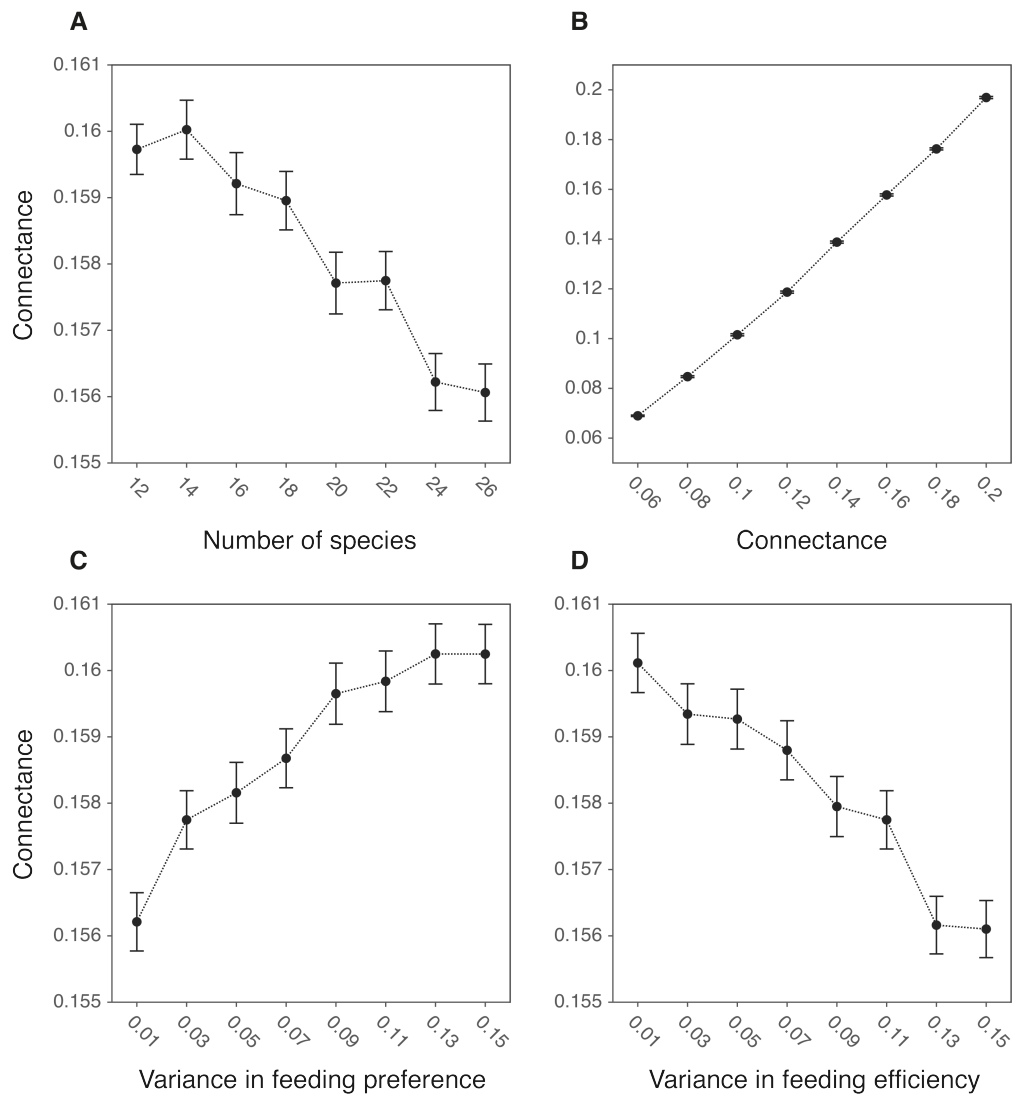 A
B
0.161
0.16
0.159
0.158
0.157
0.156
0.155
Connectance
12 14 16 18 20 22 24 26
Number of species
0.2
0.18
0.16
0.14
0.12
0.1
0.08
0.06
0.06 0.08 0.1 0.12 0.14 0.16 0.18 0.2
Connectance
C
D
0.161
0.16
0.159
0.158
0.157
0.156
0.155
Connectance
0.01 0.03 0.05 0.07 0.09 0.11 0.13 0.15
Variance in feeding preference
0.161
0.16
0.159
0.158
0.157
0.156
0.155
0.01 0.03 0.05 0.07 0.09 0.11 0.13 0.15
Variance in feeding efficiency